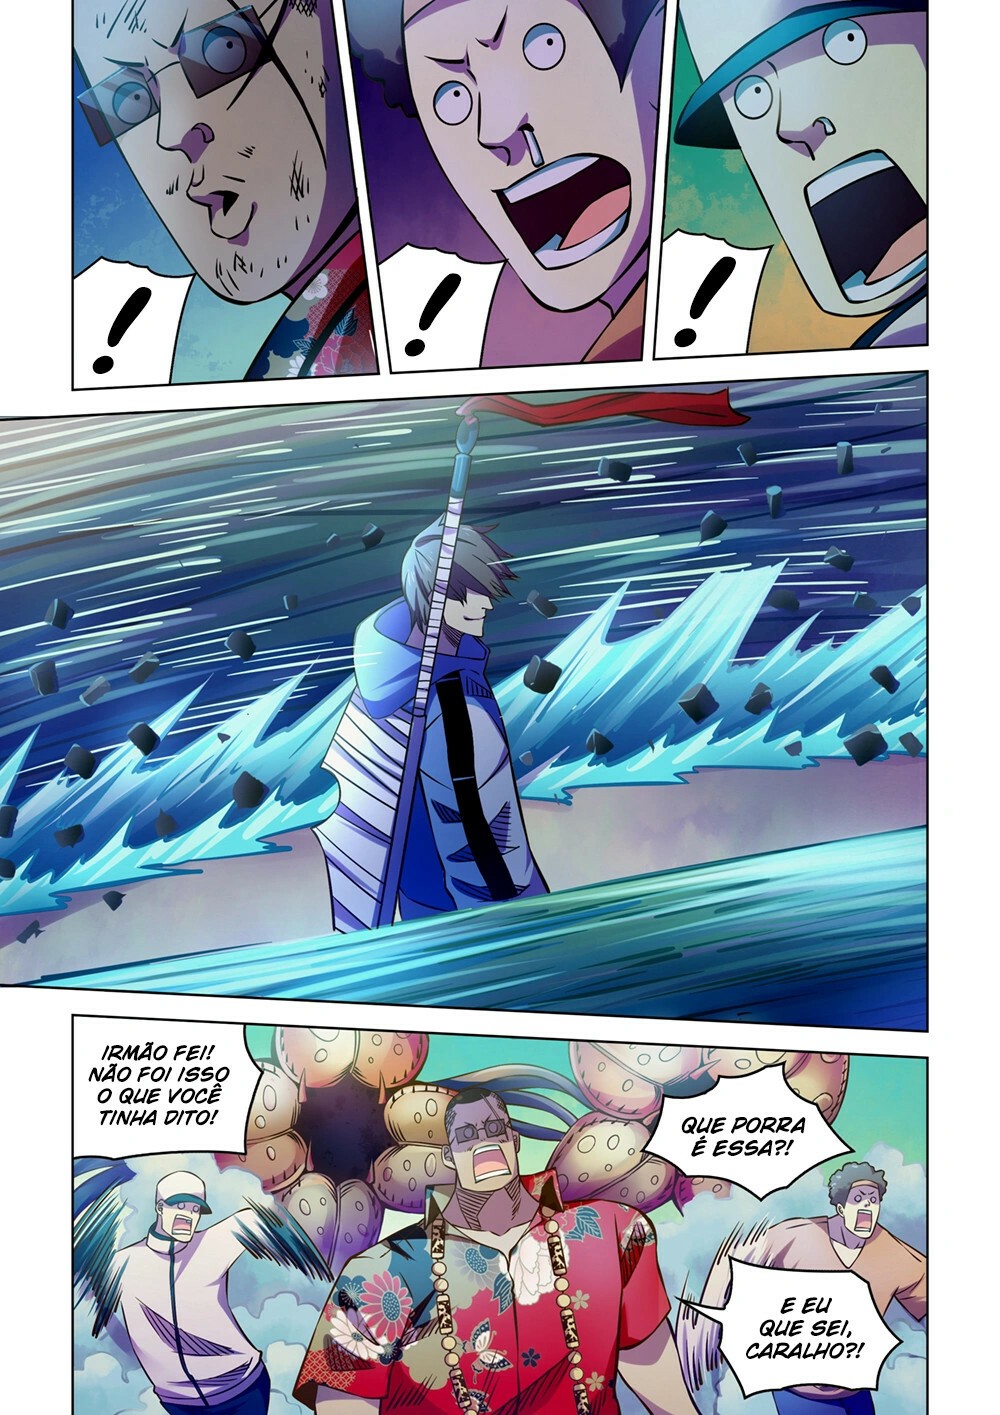 !
!
!
IRMÃO FEI!
NÃO FOI ISSO
O QUE VOCÊ
TINHA DITO!
QUE PORRA
É ESSA?!
E EU
QUE SEI,
CARALHO?!